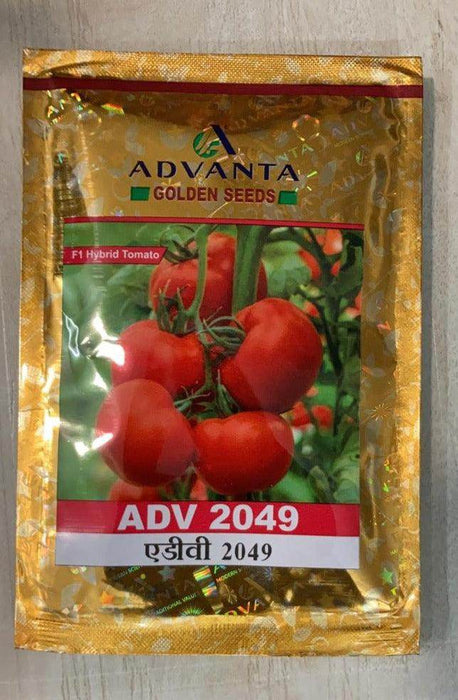 ADVANTA
GOLDEN SEEDS
F1 Hybrid Tomato
ADV 2049
एडीवी 2049